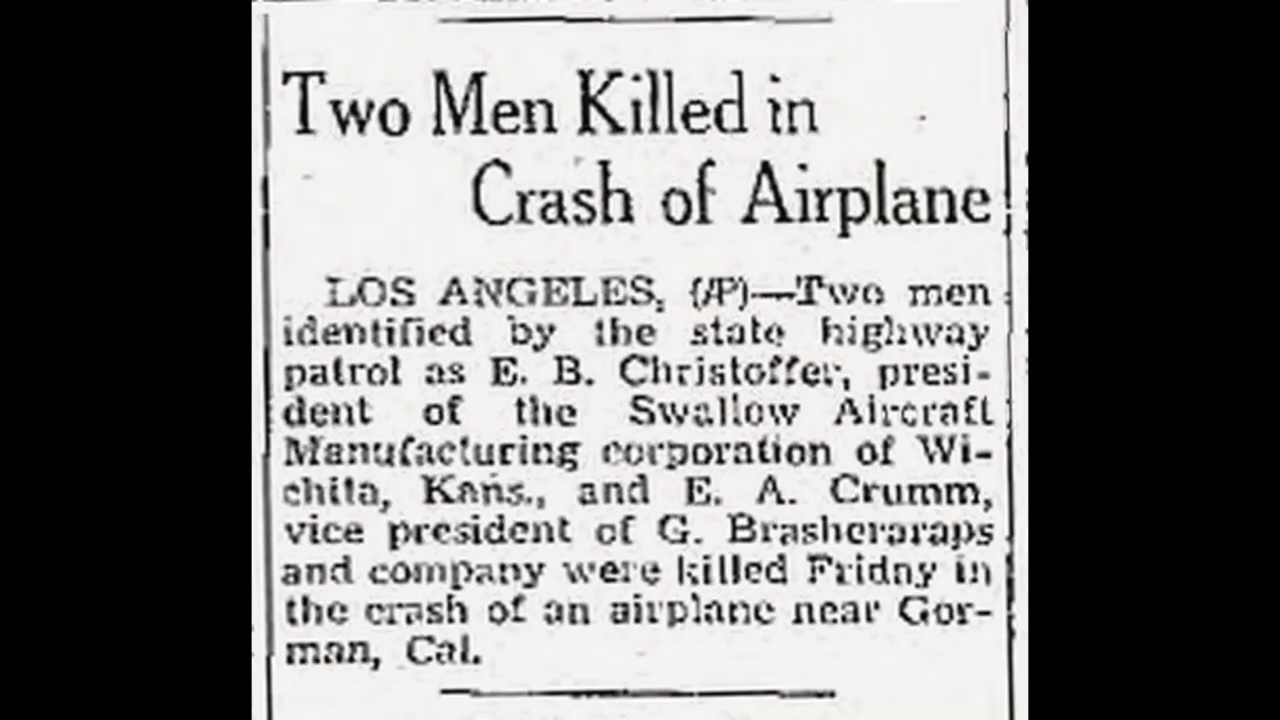 Two Men Killed in
Crash of Airplane
LOS ANGELES, (AP)—Two men
identified by the state highway
patrol as E. B. Christoffer, presi-
dent of the Swallow Aircraft
Manufacturing corporation of Wi-
chita, Kans., and E. A. Crumm,
vice president of G. Brasheraraps
and company were killed Friday in
the crash of an airplane near Gor-
man, Cal.